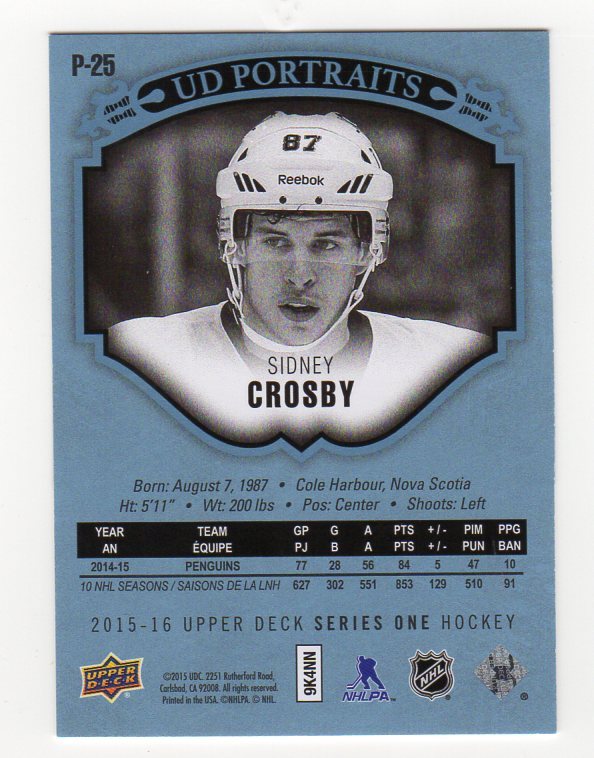 P-25
UD PORTRAITS
87
Reebok
SIDNEY
CROSBY
Born: August 7, 1987 • Cole Harbour, Nova Scotia
Ht: 5'11" • Wt: 200 lbs • Pos: Center • Shoots: Left
YEAR TEAM GP G A PTS +/- PIM PPG
AN ÉQUIPE PJ B A PTS +/- PUN BAN
2014-15 PENGUINS 77 28 56 84 5 47 10
10 NHL SEASONS / SAISONS DE LA LNH 627 302 551 853 129 510 91
2015-16 UPPER DECK SERIES ONE HOCKEY
UPPER DECK
©2015 UDC. 2251 Rutherford Road,
Carlsbad, CA 92008. All rights reserved.
Printed in the USA. ©NHLPA. © NHL.
9K4NN
NHLPA™
NHL
®